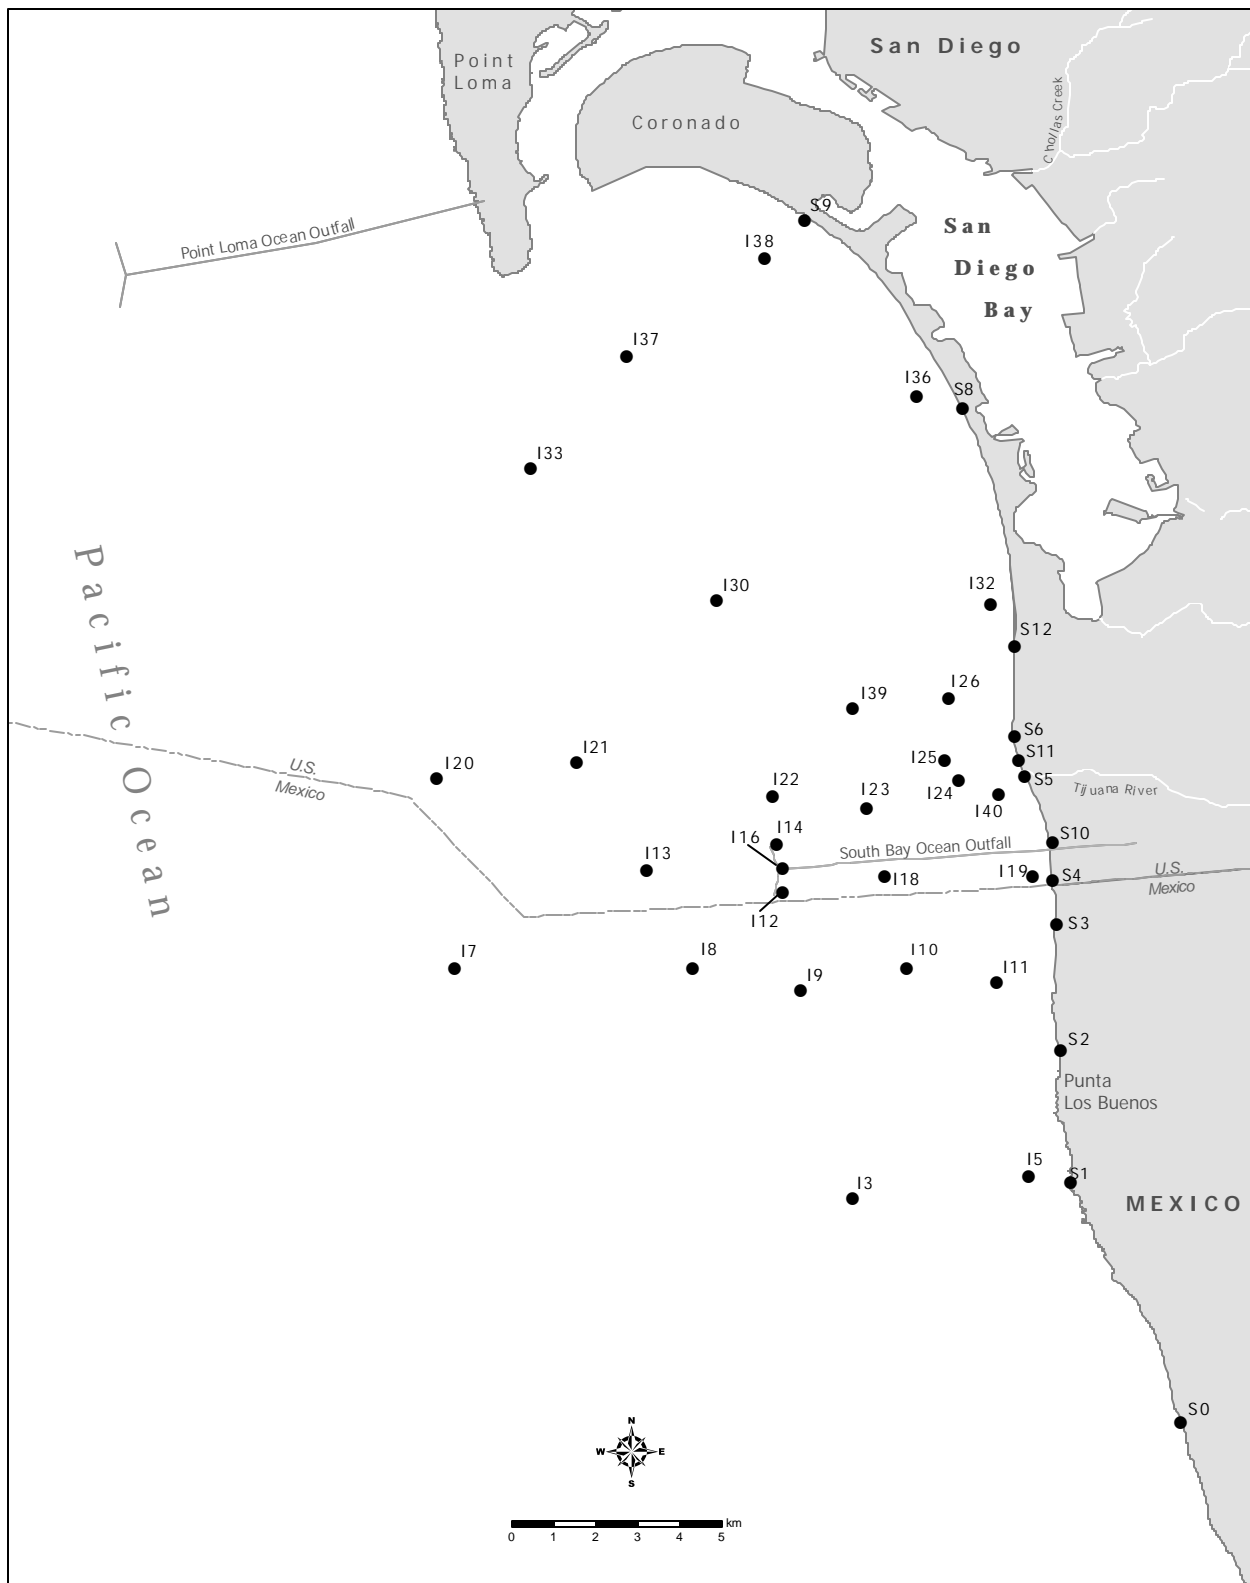 Point
Loma
San Diego
Coronado
Chollas Creek
S9
San
Diego
Bay
Point Loma Ocean Outfall
I38
I37
I36
S8
I33
Pacific Ocean
I30
I32
S12
I26
I39
S6
I21
I25
S11
I20
U.S.
Mexico
S5
I22
I23
I24
I40
Tijuana River
I14
I16
S10
South Bay Ocean Outfall
I13
I18
I19
S4
U.S.
Mexico
I12
S3
I7
I8
I10
I9
I11
S2
Punta
Los Buenos
I5
S1
I3
MEXICO
S0
N
W E
S
km
0 1 2 3 4 5